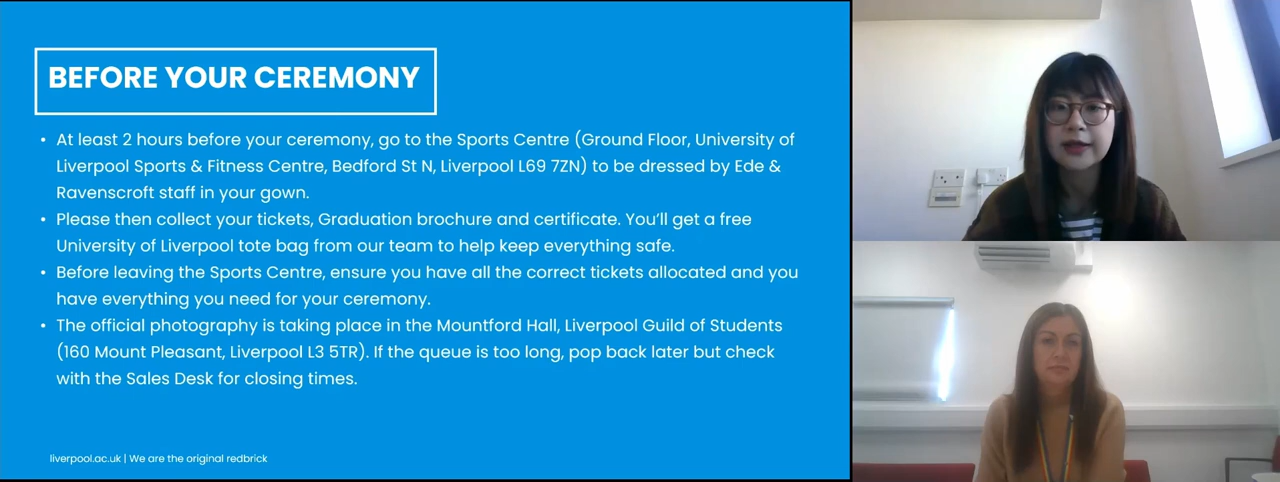 BEFORE YOUR CEREMONY
• At least 2 hours before your ceremony, go to the Sports Centre (Ground Floor, University of
Liverpool Sports & Fitness Centre, Bedford St N, Liverpool L69 7ZN) to be dressed by Ede &
Ravenscroft staff in your gown.
• Please then collect your tickets, Graduation brochure and certificate. You’ll get a free
University of Liverpool tote bag from our team to help keep everything safe.
• Before leaving the Sports Centre, ensure you have all the correct tickets allocated and you
have everything you need for your ceremony.
• The official photography is taking place in the Mountford Hall, Liverpool Guild of Students
(160 Mount Pleasant, Liverpool L3 5TR). If the queue is too long, pop back later but check
with the Sales Desk for closing times.
liverpool.ac.uk | We are the original redbrick